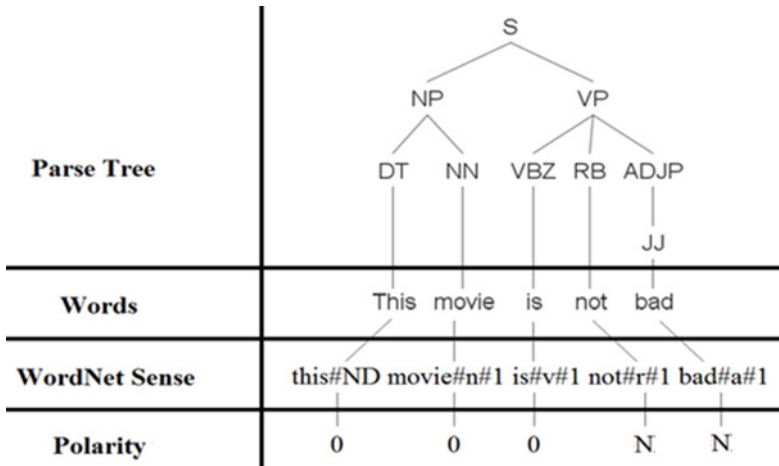 S
NP VP
Parse Tree DT NN VBZ RB ADJP
JJ
Words This movie is not bad
WordNet Sense this#ND movie#n#1 is#v#1 not#r#1 bad#a#1
Polarity 0 0 0 N N